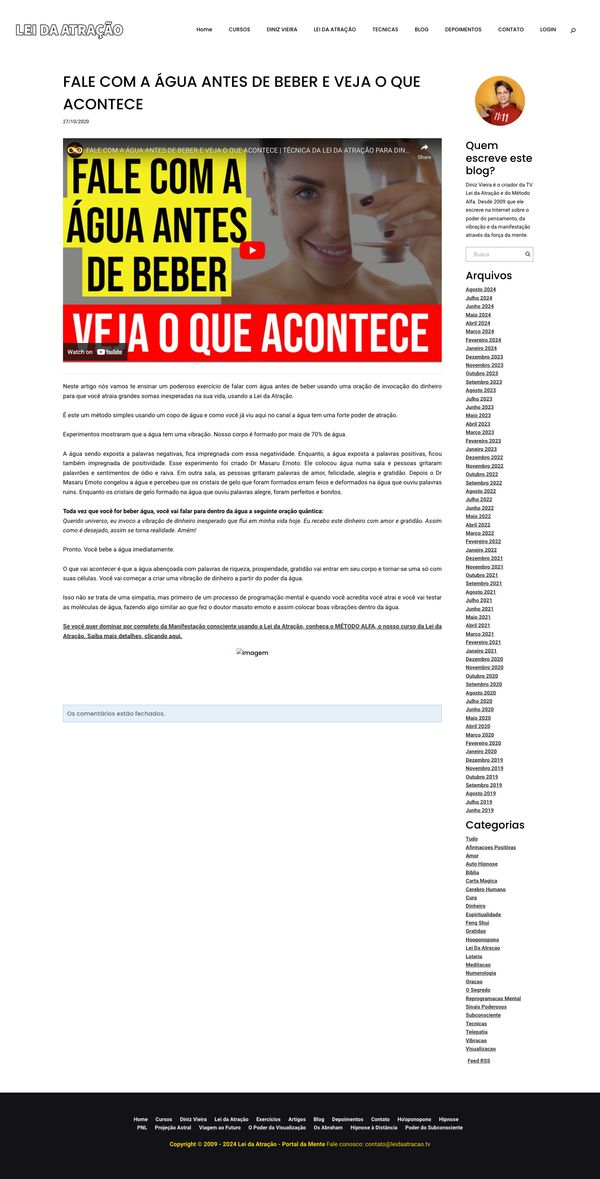 LEI DA ATRAÇÃO
Home CURSOS DINIZ VIEIRA LEI DA ATRAÇÃO TECNICAS BLOG DEPOIMENTOS CONTATO LOGIN
FALE COM A ÁGUA ANTES DE BEBER E VEJA O QUE
ACONTECE
27/10/2020
FALE COM A ÁGUA ANTES DE BEBER E VEJA O QUE ACONTECE | TÉCNICA DA LEI DA ATRAÇÃO PARA DIN...
Share
FALE COM A
ÁGUA ANTES
DE BEBER
VEJA O QUE ACONTECE
Watch on YouTube
Neste artigo nós vamos te ensinar um poderoso exercício de falar com água antes de beber usando uma oração de invocação do dinheiro
para que você atraia grandes somas inesperadas na sua vida, usando a Lei da Atração.
É este um método simples usando um copo de água e como você já viu aqui no canal a água tem uma forte poder de atração.
Experimentos mostraram que a água tem uma vibração. Nosso corpo é formado por mais de 70% de água.
A água sendo exposta a palavras negativas, fica impregnada com essa negatividade. Enquanto, a água exposta a palavras positivas, ficou
também impregnada de positividade. Esse experimento foi criado Dr Masaru Emoto. Ele colocou água numa sala e pessoas gritaram
palavrões e sentimentos de ódio e raiva. Em outra sala, as pessoas gritaram palavras de amor, felicidade, alegria e gratidão. Depois o Dr
Masaru Emoto congelou a água e percebeu que os cristais de gelo que foram formados erram feios e deformados na água que ouviu palavras
ruins. Enquanto os cristais de gelo formado na água que ouviu palavras alegre, foram perfeitos e bonitos.
Toda vez que você for beber água, você vai falar para dentro da água a seguinte oração quântica:
Querido universo, eu invoco a vibração de dinheiro inesperado que flui em minha vida hoje. Eu recebo este dinheiro com amor e gratidão. Assim
como é desejado, assim se torna realidade. Amém!
Pronto. Você bebe a água imediatamente.
O que vai acontecer é que a água abençoada com palavras de riqueza, prosperidade, gratidão vai entrar em seu corpo e tornar-se uma só com
suas células. Você vai começar a criar uma vibração de dinheiro a partir do poder da água.
Isso não se trata de uma simpatia, mas primeiro de um processo de programação mental e quando você acredita você atrai e você vai testar
as moléculas de água, fazendo algo similar ao que fez o doutor masato emoto e assim colocar boas vibrações dentro da água.
Se você quer dominar por completo da Manifestação consciente usando a Lei da Atração, conheça o MÉTODO ALFA, o nosso curso da Lei da
Atração. Saiba mais detalhes, clicando aqui.
Imagem
Os comentários estão fechados.
11:11
Quem
escreve este
blog?
Diniz Vieira é o criador da TV
Lei da Atração e do Método
Alfa. Desde 2009 que ele
escreve na Internet sobre o
poder do pensamento, da
vibração e da manifestação
através da força da mente.
Busca
Arquivos
Agosto 2024
Julho 2024
Junho 2024
Maio 2024
Abril 2024
Março 2024
Fevereiro 2024
Janeiro 2024
Dezembro 2023
Novembro 2023
Outubro 2023
Setembro 2023
Agosto 2023
Julho 2023
Junho 2023
Maio 2023
Abril 2023
Março 2023
Fevereiro 2023
Janeiro 2023
Dezembro 2022
Novembro 2022
Outubro 2022
Setembro 2022
Agosto 2022
Julho 2022
Junho 2022
Maio 2022
Abril 2022
Março 2022
Fevereiro 2022
Janeiro 2022
Dezembro 2021
Novembro 2021
Outubro 2021
Setembro 2021
Agosto 2021
Julho 2021
Junho 2021
Maio 2021
Abril 2021
Março 2021
Fevereiro 2021
Janeiro 2021
Dezembro 2020
Novembro 2020
Outubro 2020
Setembro 2020
Agosto 2020
Julho 2020
Junho 2020
Maio 2020
Abril 2020
Março 2020
Fevereiro 2020
Janeiro 2020
Dezembro 2019
Novembro 2019
Outubro 2019
Setembro 2019
Agosto 2019
Julho 2019
Junho 2019
Categorias
Tudo
Afirmacoes Positivas
Amor
Auto Hipnose
Biblia
Carta Magica
Cerebro Humano
Cura
Dinheiro
Espiritualidade
Feng Shui
Gratidao
Hooponopono
Lei Da Atracao
Loteria
Meditacao
Numerologia
Oracao
O Segredo
Reprogramacao Mental
Sinais Poderosos
Subconsciente
Tecnicas
Telepatia
Vibracao
Visualizacao
Feed RSS
Home Cursos Diniz Vieira Lei da Atração Exercícios Artigos Blog Depoimentos Contato Ho'oponopono Hipnose
PNL Projeção Astral Viagem ao Futuro O Poder da Visualização Os Abraham Hipnose à Distância Poder do Subconsciente
Copyright © 2009 - 2024 Lei da Atração - Portal da Mente Fale conosco: contato@leidaatracao.tv